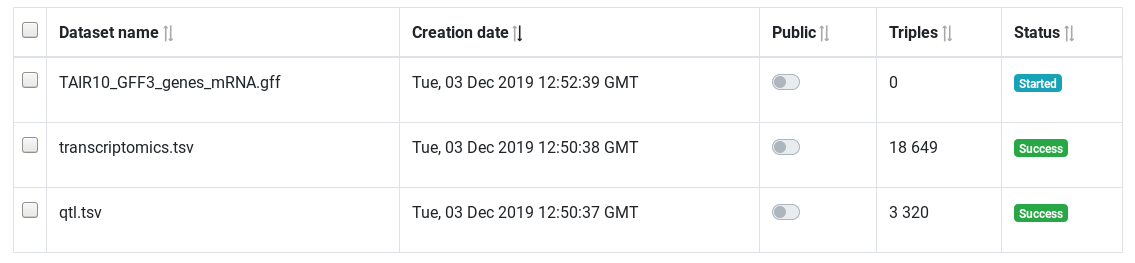 Dataset name Creation date Public Triples Status
TAIR10_GFF3_genes_mRNA.gff Tue, 03 Dec 2019 12:52:39 GMT 0 Started
transcriptomics.tsv Tue, 03 Dec 2019 12:50:38 GMT 18 649 Success
qtl.tsv Tue, 03 Dec 2019 12:50:37 GMT 3 320 Success